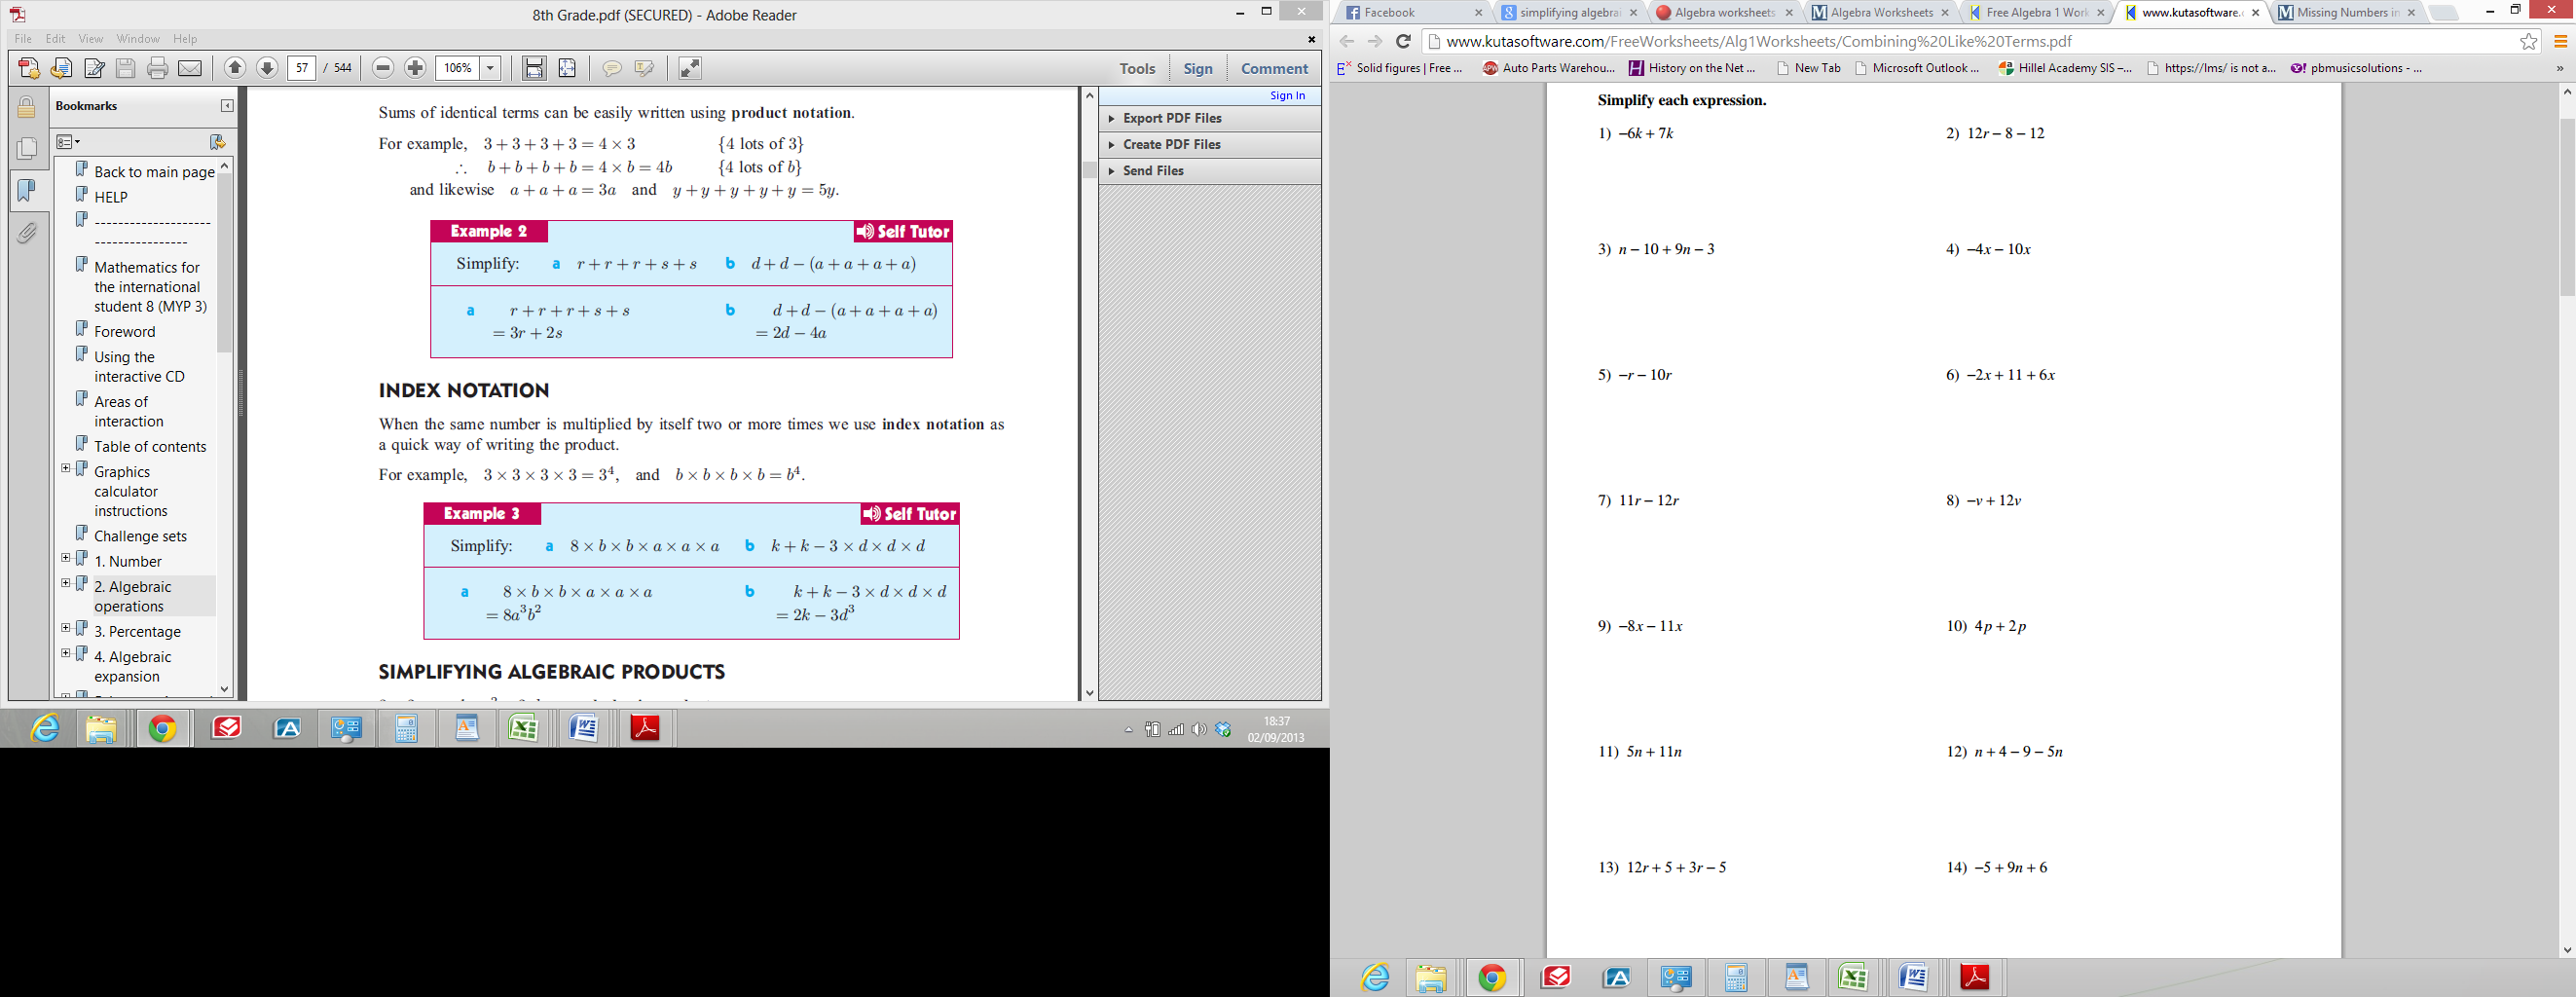 8th Grade.pdf (SECURED) - Adobe Reader
File Edit View Window Help
57 / 544 106% Tools Sign Comment
Sign In
Bookmarks
Back to main page
HELP
---------------------
-----------------
Mathematics for
the international
student 8 (MYP 3)
Foreword
Using the
interactive CD
Areas of
interaction
Table of contents
Graphics
calculator
instructions
Challenge sets
1. Number
2. Algebraic
operations
3. Percentage
4. Algebraic
expansion
Sums of identical terms can be easily written using product notation.
For example, 3 + 3 + 3 + 3 = 4 × 3 {4 lots of 3}
∴ b + b + b + b = 4 × b = 4b {4 lots of b}
and likewise a + a + a = 3a and y + y + y + y + y = 5y.
Example 2 Self Tutor
Simplify: a r + r + r + s + s b d + d − (a + a + a + a)
a r + r + r + s + s b d + d − (a + a + a + a)
= 3r + 2s = 2d − 4a
INDEX NOTATION
When the same number is multiplied by itself two or more times we use index notation as
a quick way of writing the product.
For example, 3 × 3 × 3 × 3 = 3⁴, and b × b × b × b = b⁴.
Example 3 Self Tutor
Simplify: a 8 × b × b × a × a × a b k + k − 3 × d × d × d
a 8 × b × b × a × a × a b k + k − 3 × d × d × d
= 8a³b² = 2k − 3d³
SIMPLIFYING ALGEBRAIC PRODUCTS
Export PDF Files
Create PDF Files
Send Files
18:37
02/09/2013
Facebook simplifying algebrai Algebra worksheets Algebra Worksheets Free Algebra 1 Work www.kutasoftware.c Missing Numbers in
www.kutasoftware.com/FreeWorksheets/Alg1Worksheets/Combining%20Like%20Terms.pdf
Solid figures | Free ... Auto Parts Warehou... History on the Net ... New Tab Microsoft Outlook ... Hillel Academy SIS –... https://lms/ is not a... pbmusicsolutions - ... »
Simplify each expression.
1) −6k + 7k 2) 12r − 8 − 12
3) n − 10 + 9n − 3 4) −4x − 10x
5) −r − 10r 6) −2x + 11 + 6x
7) 11r − 12r 8) −v + 12v
9) −8x − 11x 10) 4p + 2p
11) 5n + 11n 12) n + 4 − 9 − 5n
13) 12r + 5 + 3r − 5 14) −5 + 9n + 6